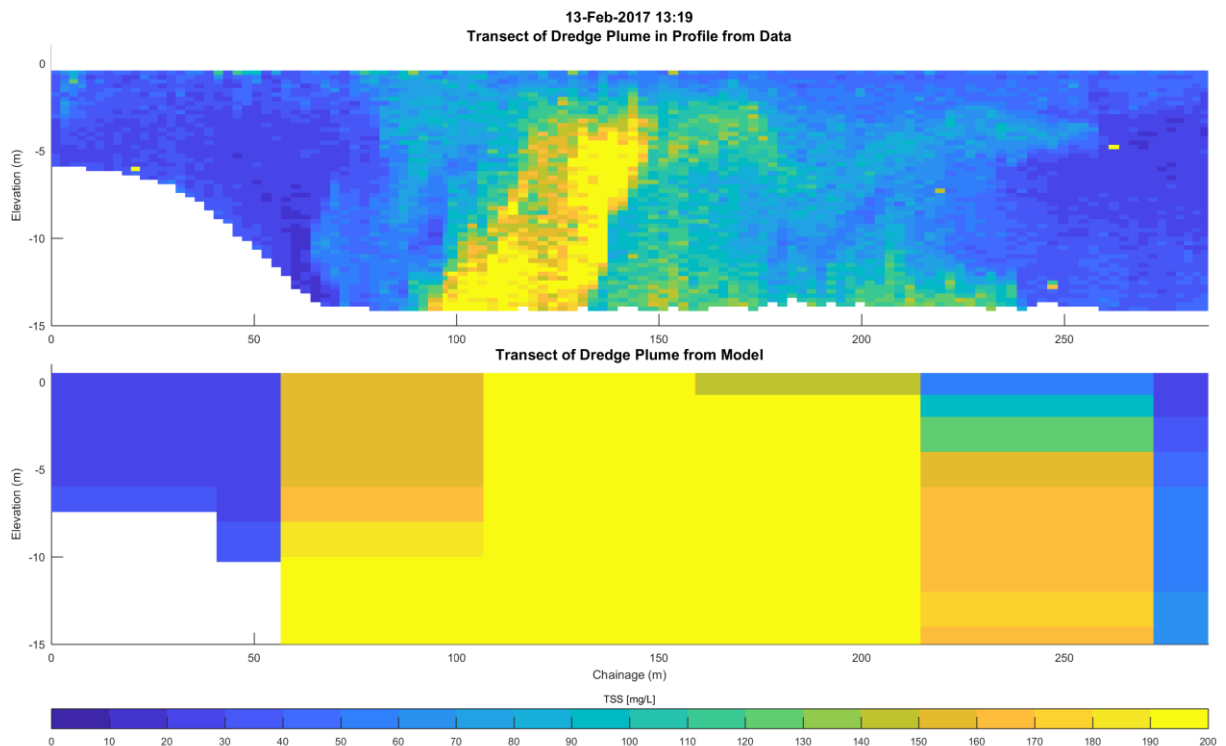 13-Feb-2017 13:19
Transect of Dredge Plume in Profile from Data
0
-5
-10
-15
Elevation (m)
0 50 100 150 200 250
Transect of Dredge Plume from Model
0
-5
-10
-15
Elevation (m)
0 50 100 150 200 250
Chainage (m)
TSS [mg/L]
0 10 20 30 40 50 60 70 80 90 100 110 120 130 140 150 160 170 180 190 200